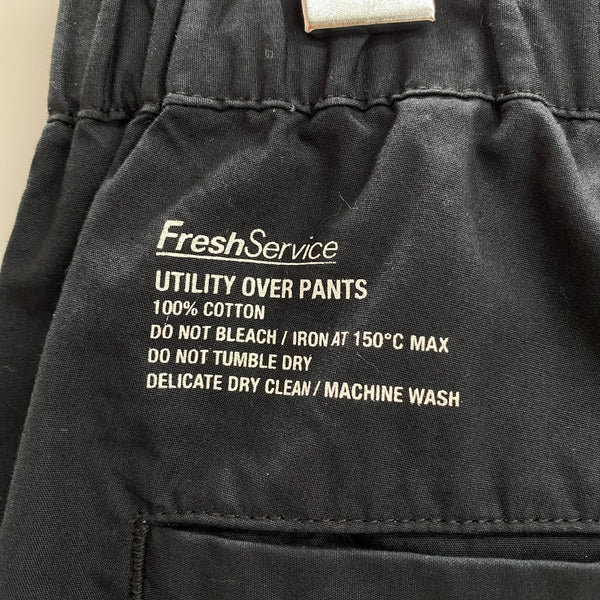 FreshService
UTILITY OVER PANTS
100% COTTON
DO NOT BLEACH / IRON AT 150°C MAX
DO NOT TUMBLE DRY
DELICATE DRY CLEAN / MACHINE WASH